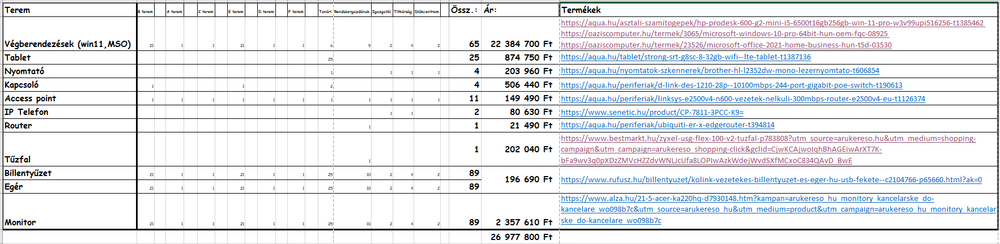 Terem B terem A terem C terem E terem D terem F terem Tanári Rendszergazdának Igazgatói Titkárság Diákcentrum Össz.: Ár: Termékek
https://aqua.hu/asztali-szamitogepek/hp-prodesk-600-g2-mini-i5-6500t16gb256gb-win-11-pro-w3v99upi516256-t1385462
https://oaziscomputer.hu/termek/3065/microsoft-windows-10-pro-64bit-hun-oem-fqc-08925
Végberendezések (win11,MSO) 21 1 1 21 1 1 6 5 2 4 2 65 22 384 700 Ft https://oaziscomputer.hu/termek/23526/microsoft-office-2021-home-business-hun-t5d-03530
Tablet 25 25 874 750 Ft https://aqua.hu/tablet/strong-srt-g8sc-8-32gb-wifi--lte-tablet-t1387136
Nyomtató 1 1 1 1 4 203 960 Ft https://aqua.hu/nyomtatok-szkennerek/brother-hl-l2352dw-mono-lezernyomtato-t606854
Kapcsoló 1 1 2 4 506 440 Ft https://aqua.hu/periferiak/d-link-des-1210-28p--10100mbps-244-port-gigabit-poe-switch-t190613
Access point 1 1 1 1 1 1 1 1 1 1 1 11 149 490 Ft https://aqua.hu/periferiak/linksys-e2500v4-n600-vezetek-nelkuli-300mbps-router-e2500v4-eu-t1126374
IP Telefon 1 1 2 80 630 Ft https://www.senetic.hu/product/CP-7811-3PCC-K9=
Router 1 1 21 490 Ft https://aqua.hu/periferiak/ubiquiti-er-x-edgerouter-t394814
https://www.bestmarkt.hu/zyxel-usg-flex-100-v2-tuzfal-p783808?utm_source=arukereso.hu&utm_medium=shopping-
1 202 040 Ft campaign&utm_campaign=arukereso_shopping-click&gclid=CjwKCAjwoIqhBhAGEiwArXT7K-
Tűzfal 1 bFa9wv3q0pXDzZMVcHZZdvWNLJcUfa8LOPIwAzkWdejWvdSXfMCxoC834QAvD_BwE
Billentyűzet 21 1 1 21 1 1 25 10 2 4 2 89
196 690 Ft https://www.rufusz.hu/billentyuzet/kolink-vezetekes-billentyuzet-es-eger-hu-usb-fekete--c2104766-p65660.html?ak=0
Egér 21 1 1 21 1 1 25 10 2 4 2 89
https://www.alza.hu/21-5-acer-ka220hq-d7930148.htm?kampan=arukereso_hu_monitory_kancelarske_do-
kancelare_wo098b7c&utm_source=arukereso_hu&utm_medium=product&utm_campaign=arukereso_hu_monitory_kancelar
Monitor 21 1 1 21 1 1 25 10 2 4 2 89 2 357 610 Ft ske_do-kancelare_wo098b7c
26 977 800 Ft